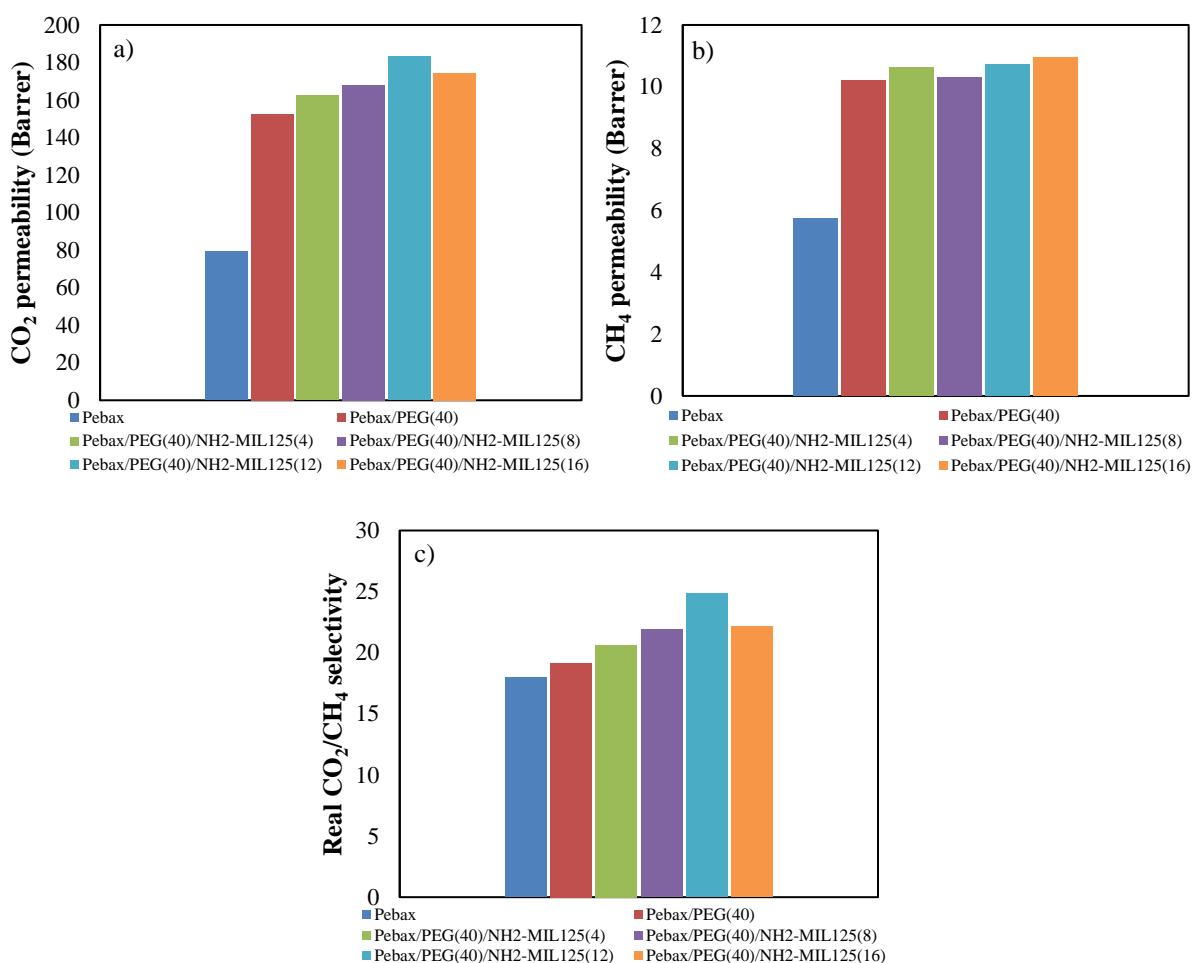 a)
CO2 permeability (Barrer)
200
180
160
140
120
100
80
60
40
20
0
Pebax
Pebax/PEG(40)
Pebax/PEG(40)/NH2-MIL125(4)
Pebax/PEG(40)/NH2-MIL125(8)
Pebax/PEG(40)/NH2-MIL125(12)
Pebax/PEG(40)/NH2-MIL125(16)
b)
CH4 permeability (Barrer)
12
10
8
6
4
2
0
Pebax
Pebax/PEG(40)
Pebax/PEG(40)/NH2-MIL125(4)
Pebax/PEG(40)/NH2-MIL125(8)
Pebax/PEG(40)/NH2-MIL125(12)
Pebax/PEG(40)/NH2-MIL125(16)
c)
Real CO2/CH4 selectivity
30
25
20
15
10
5
0
Pebax
Pebax/PEG(40)
Pebax/PEG(40)/NH2-MIL125(4)
Pebax/PEG(40)/NH2-MIL125(8)
Pebax/PEG(40)/NH2-MIL125(12)
Pebax/PEG(40)/NH2-MIL125(16)